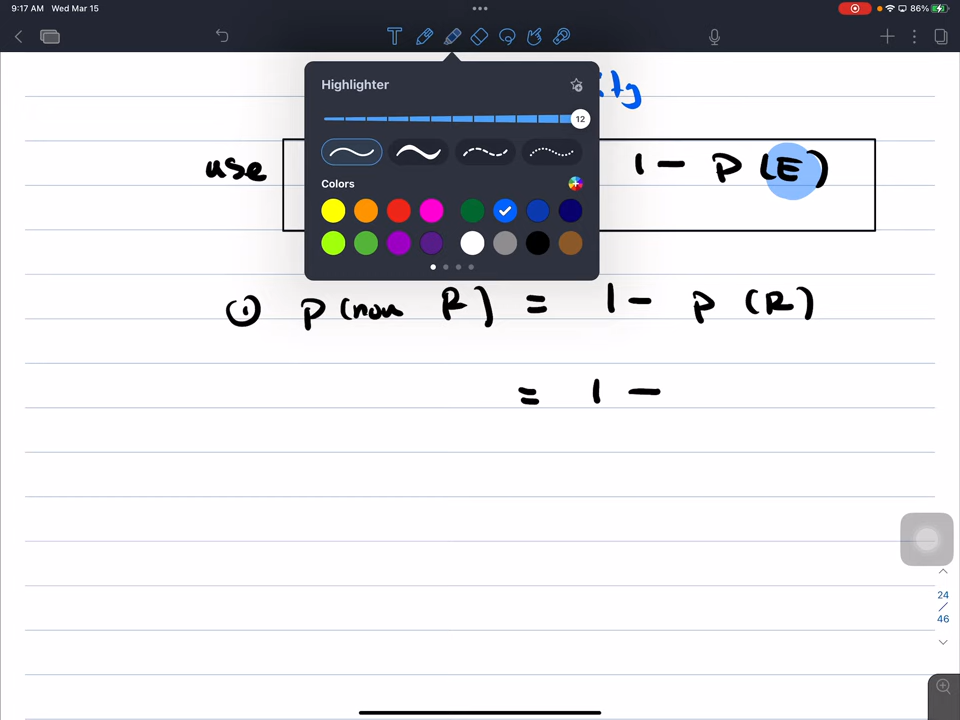 9:17 AM Wed Mar 15
86%
T
Highlighter
12
Colors
use
1 - P(E)
① P(non R) = 1 - P(R)
= 1 -
24
/
46